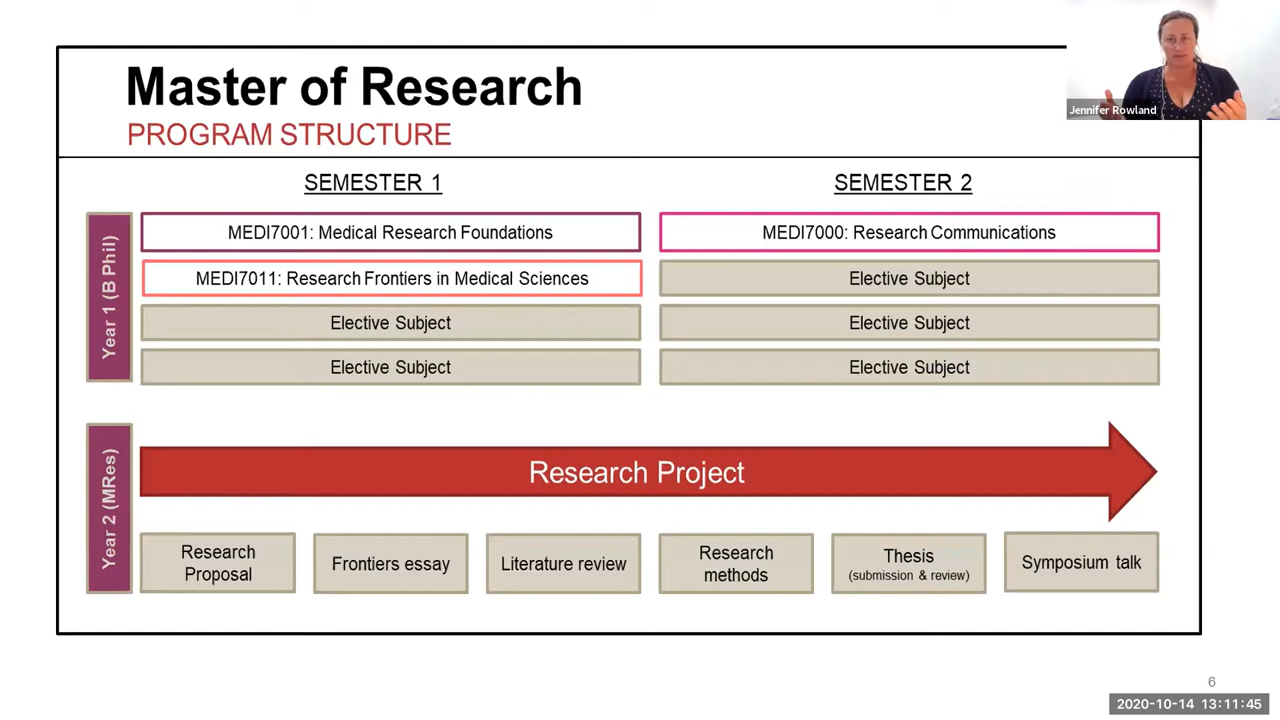 Jennifer Rowland
Master of Research
PROGRAM STRUCTURE
SEMESTER 1
SEMESTER 2
Year 1 (B Phil)
MEDI7001: Medical Research Foundations
MEDI7000: Research Communications
MEDI7011: Research Frontiers in Medical Sciences
Elective Subject
Elective Subject
Elective Subject
Elective Subject
Elective Subject
Year 2 (MRes)
Research Project
Research
Proposal
Frontiers essay
Literature review
Research
methods
Thesis
(submission & review)
Symposium talk
6
2020-10-14 13:11:45